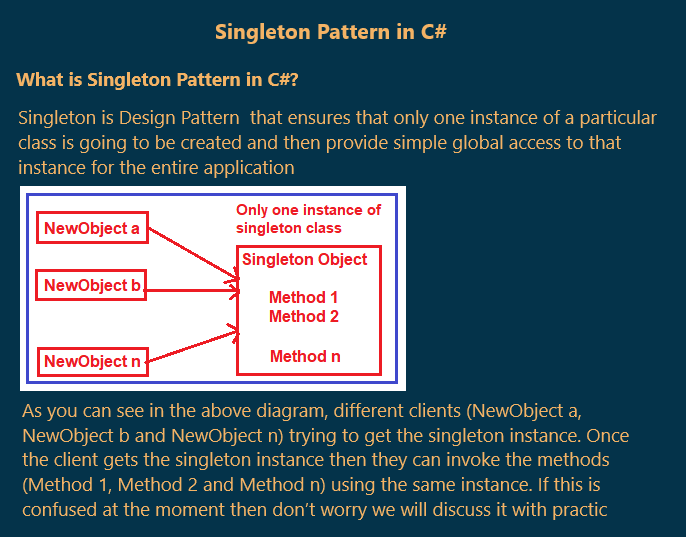 Singleton Pattern in C#
What is Singleton Pattern in C#?
Singleton is Design Pattern that ensures that only one instance of a particular
class is going to be created and then provide simple global access to that
instance for the entire application
Only one instance of
singleton class
NewObject a
NewObject b
NewObject n
Singleton Object
Method 1
Method 2
Method n
As you can see in the above diagram, different clients (NewObject a,
NewObject b and NewObject n) trying to get the singleton instance. Once
the client gets the singleton instance then they can invoke the methods
(Method 1, Method 2 and Method n) using the same instance. If this is
confused at the moment then don’t worry we will discuss it with practic